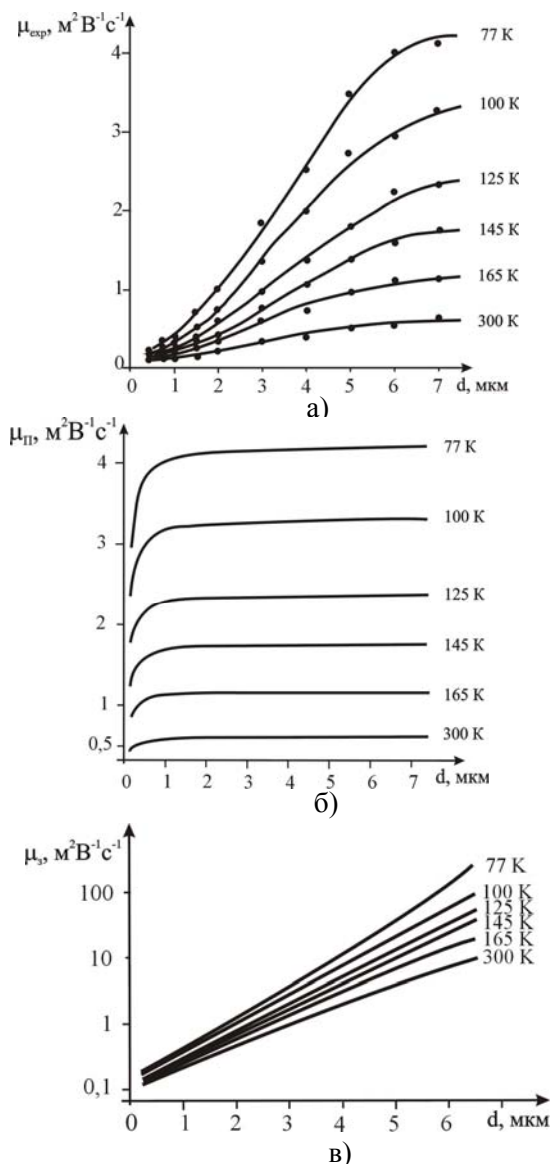 μexp, м²В⁻¹с⁻¹
4
3
2
1
0
1 2 3 4 5 6 7 d, мкм
77 K
100 K
125 K
145 K
165 K
300 K
а)
μП, м²В⁻¹с⁻¹
4
3
2
1
0,5
0 1 2 3 4 5 6 7 d, мкм
77 K
100 K
125 K
145 K
165 K
300 K
б)
μз, м²В⁻¹с⁻¹
100
10
1
0,1
0 1 2 3 4 5 6 d, мкм
77 K
100 K
125 K
145 K
165 K
300 K
в)